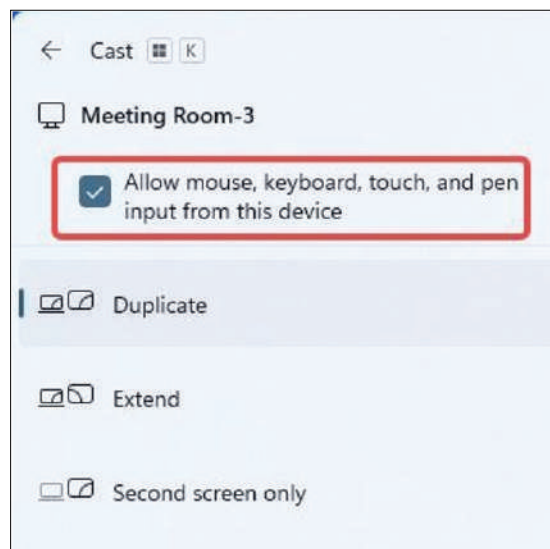 Cast K
Meeting Room-3
Allow mouse, keyboard, touch, and pen
input from this device
Duplicate
Extend
Second screen only